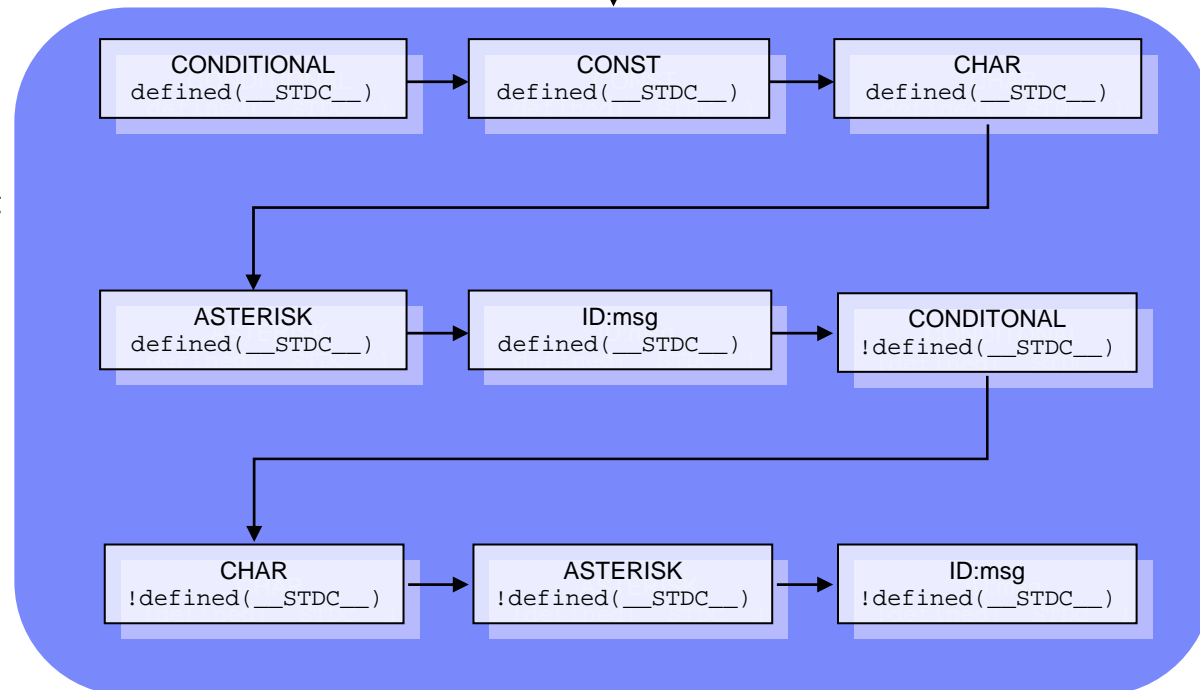 CONDITIONAL
defined(__STDC__)
CONST
defined(__STDC__)
CHAR
defined(__STDC__)
ASTERISK
defined(__STDC__)
ID:msg
defined(__STDC__)
CONDITONAL
!defined(__STDC__)
CHAR
!defined(__STDC__)
ASTERISK
!defined(__STDC__)
ID:msg
!defined(__STDC__)